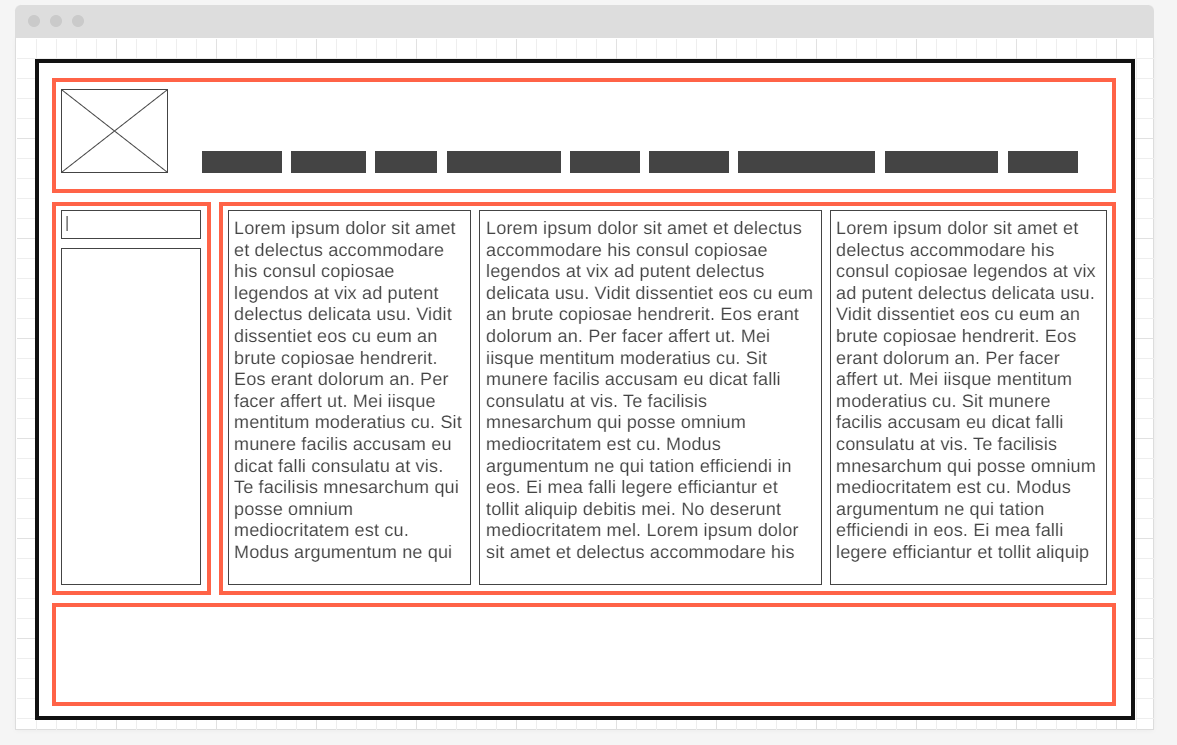 Lorem ipsum dolor sit amet
et delectus accommodare
his consul copiosae
legendos at vix ad putent
delectus delicata usu. Vidit
dissentiet eos cu eum an
brute copiosae hendrerit.
Eos erant dolorum an. Per
facer affert ut. Mei iisque
mentitum moderatius cu. Sit
munere facilis accusam eu
dicat falli consulatu at vis.
Te facilisis mnesarchum qui
posse omnium
mediocritatem est cu.
Modus argumentum ne qui
Lorem ipsum dolor sit amet et delectus
accommodare his consul copiosae
legendos at vix ad putent delectus
delicata usu. Vidit dissentiet eos cu eum
an brute copiosae hendrerit. Eos erant
dolorum an. Per facer affert ut. Mei
iisque mentitum moderatius cu. Sit
munere facilis accusam eu dicat falli
consulatu at vis. Te facilisis
mnesarchum qui posse omnium
mediocritatem est cu. Modus
argumentum ne qui tation efficiendi in
eos. Ei mea falli legere efficiantur et
tollit aliquip debitis mei. No deserunt
mediocritatem mel. Lorem ipsum dolor
sit amet et delectus accommodare his
Lorem ipsum dolor sit amet et
delectus accommodare his
consul copiosae legendos at vix
ad putent delectus delicata usu.
Vidit dissentiet eos cu eum an
brute copiosae hendrerit. Eos
erant dolorum an. Per facer
affert ut. Mei iisque mentitum
moderatius cu. Sit munere
facilis accusam eu dicat falli
consulatu at vis. Te facilisis
mnesarchum qui posse omnium
mediocritatem est cu. Modus
argumentum ne qui tation
efficiendi in eos. Ei mea falli
legere efficiantur et tollit aliquip